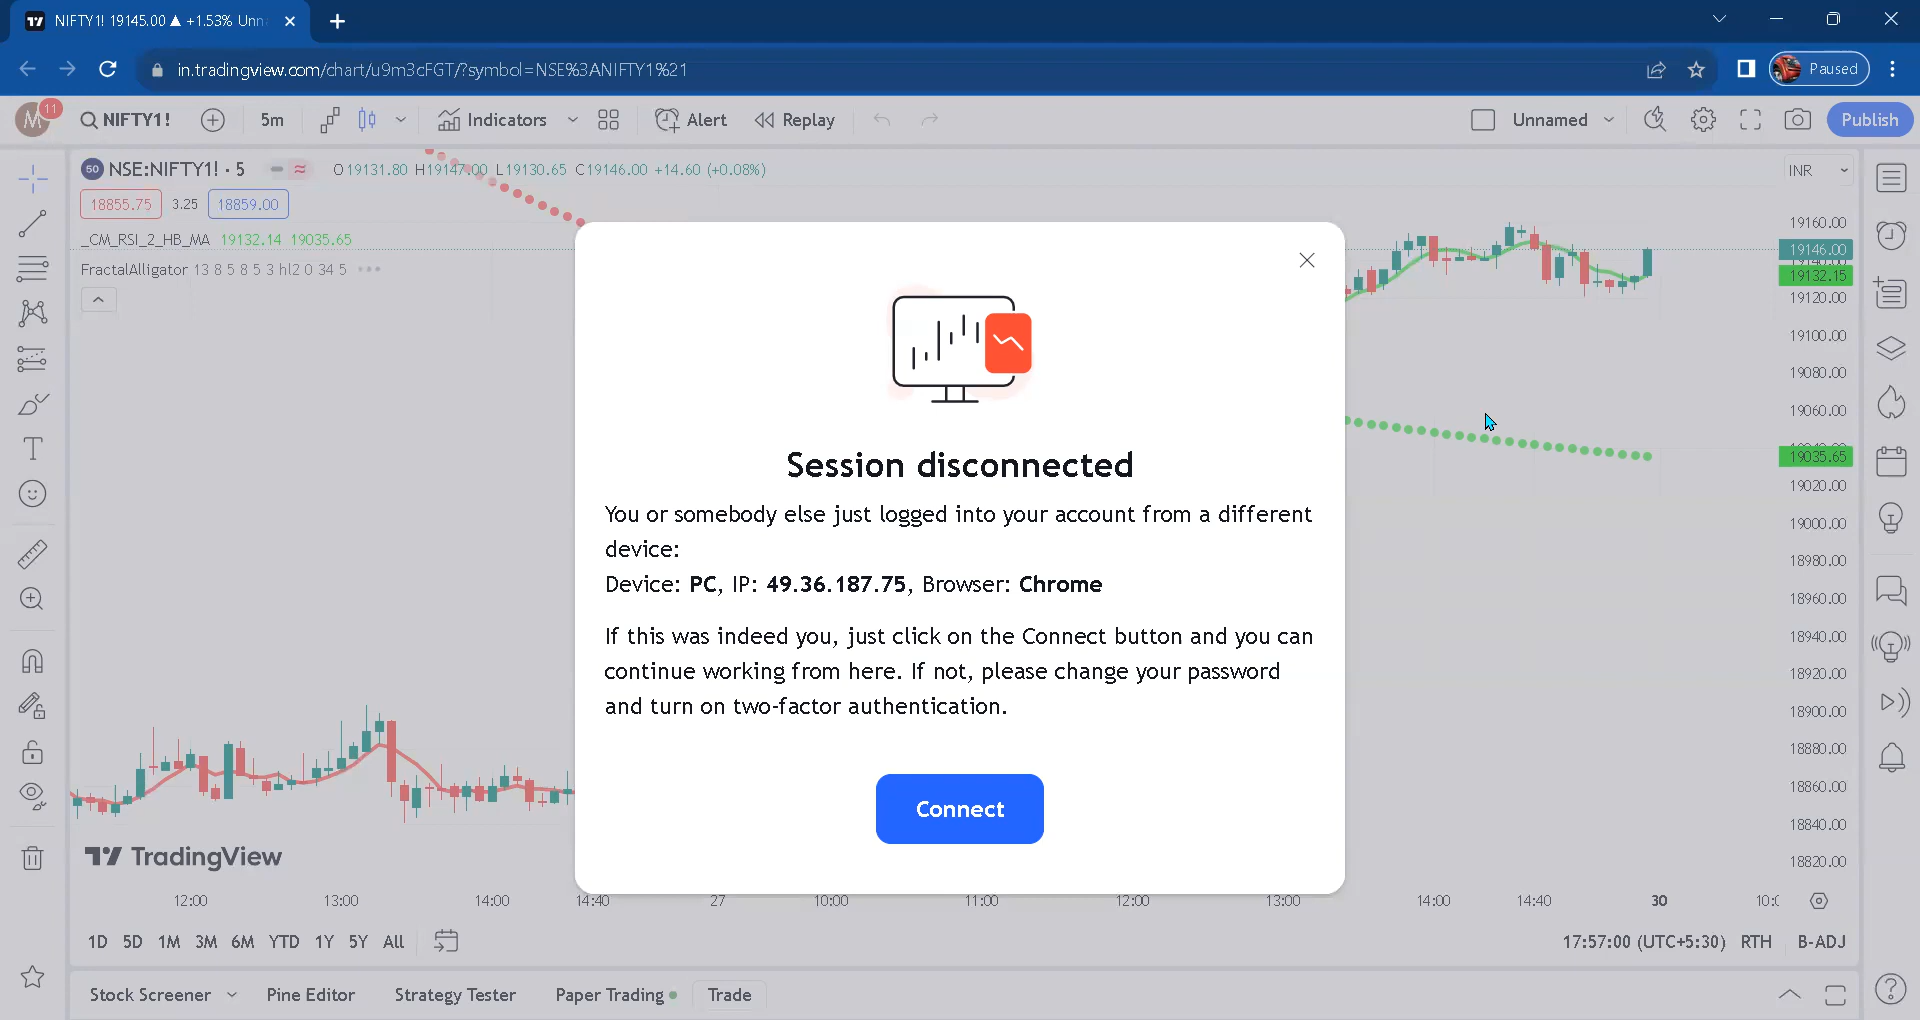 NIFTY1! 19145.00 ▲ +1.53% Unn
in.tradingview.com/chart/u9m3cFGT/?symbol=NSE%3ANIFTY1%21
Paused
M 11 NIFTY1! 5m Indicators Alert Replay Unnamed Publish
50 NSE:NIFTY1! · 5 O19131.80 H19147.00 L19130.65 C19146.00 +14.60 (+0.08%)
INR
18855.75 3.25 18859.00
_CM_RSI_2_HB_MA 19132.14 19035.65
FractalAlligator 13 8 5 8 5 3 hl2 0 34 5
19160.00
19146.00
19132.15
19120.00
19100.00
19080.00
19060.00
19035.65
19020.00
19000.00
18980.00
18960.00
18940.00
18920.00
18900.00
18880.00
18860.00
18840.00
18820.00
Session disconnected
You or somebody else just logged into your account from a different
device:
Device: PC, IP: 49.36.187.75, Browser: Chrome
If this was indeed you, just click on the Connect button and you can
continue working from here. If not, please change your password
and turn on two-factor authentication.
Connect
TradingView
12:00 13:00 14:00 14:40 27 10:00 11:00 12:00 13:00 14:00 14:40 30
1D 5D 1M 3M 6M YTD 1Y 5Y All 17:57:00 (UTC+5:30) RTH B-ADJ
Stock Screener Pine Editor Strategy Tester Paper Trading Trade